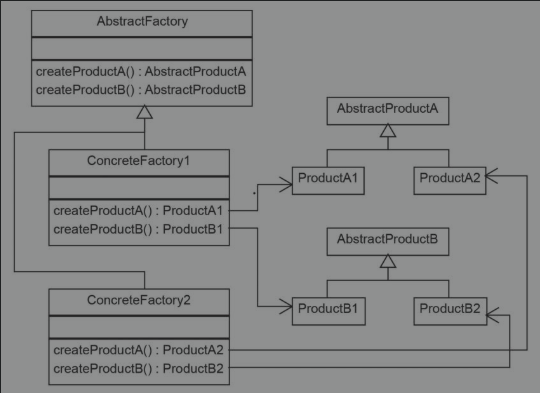 AbstractFactory
createProductA() : AbstractProductA
createProductB() : AbstractProductB
AbstractProductA
ConcreteFactory1
ProductA1
ProductA2
createProductA() : ProductA1
createProductB() : ProductB1
AbstractProductB
ConcreteFactory2
ProductB1
ProductB2
createProductA() : ProductA2
createProductB() : ProductB2